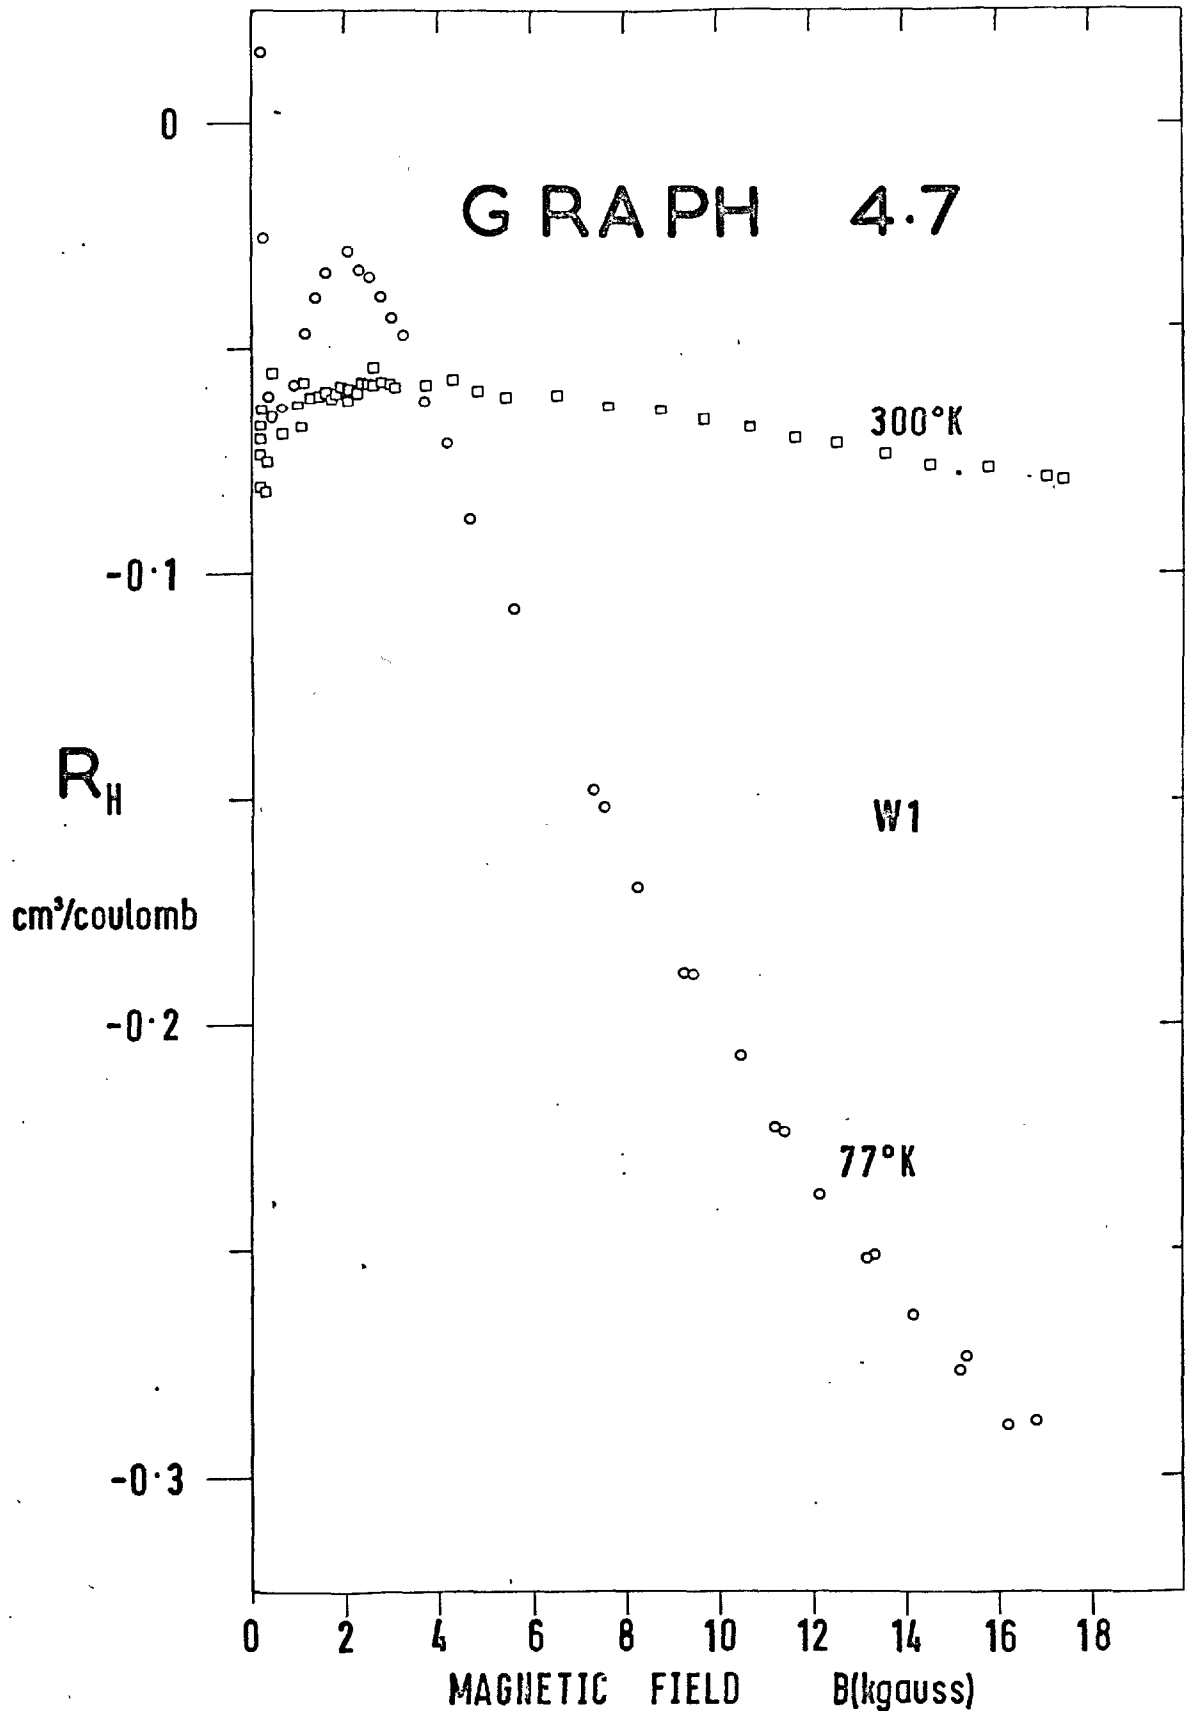 0
GRAPH 4·7
300°K
-0·1
R_H
W1
cm³/coulomb
-0·2
77°K
-0·3
0 2 4 6 8 10 12 14 16 18
MAGNETIC FIELD B(kgauss)